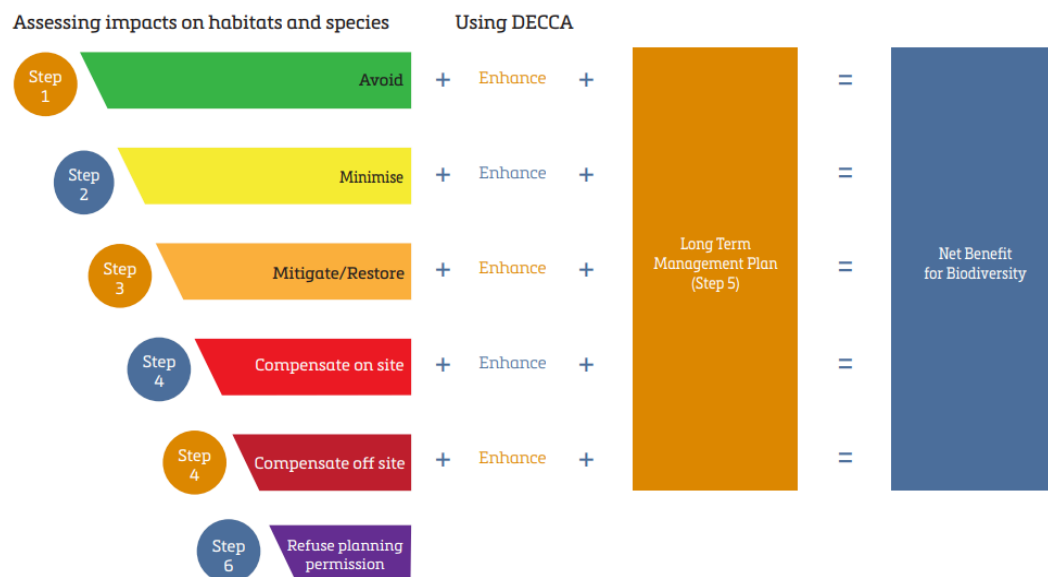 Assessing impacts on habitats and species
Using DECCA
Step
1
Avoid
+
Enhance
+
=
Step
2
Minimise
+
Enhance
+
=
Step
3
Mitigate/Restore
+
Enhance
+
Long Term
Management Plan
(Step 5)
=
Net Benefit
for Biodiversity
Step
4
Compensate on site
+
Enhance
+
=
Step
4
Compensate off site
+
Enhance
+
=
Step
6
Refuse planning
permission